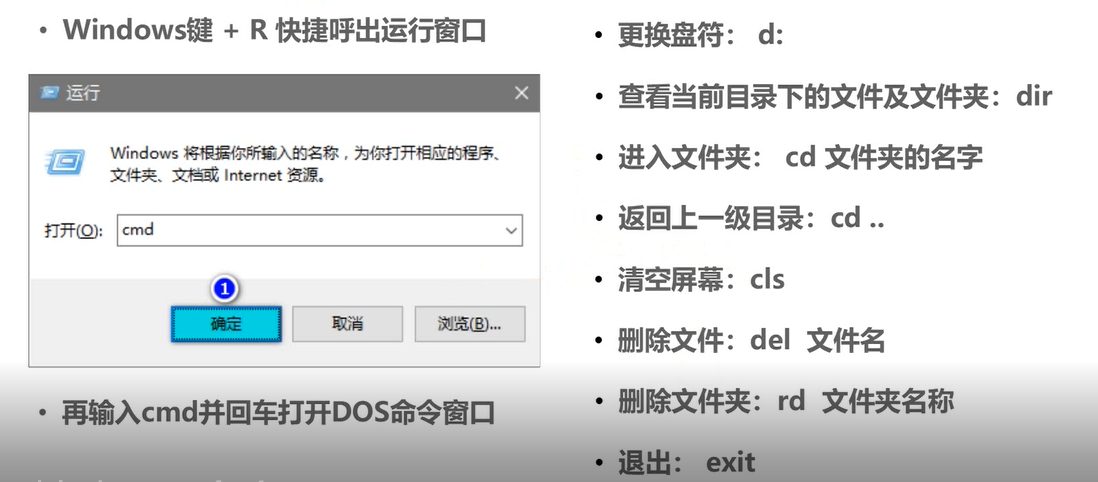 • Windows键 + R 快捷呼出运行窗口
运行
Windows 将根据你所输入的名称，为你打开相应的程序、
文件夹、文档或 Internet 资源。
打开(O):
cmd
1
确定
取消
浏览(B)...
• 再输入cmd并回车打开DOS命令窗口
• 更换盘符： d:
• 查看当前目录下的文件及文件夹：dir
• 进入文件夹： cd 文件夹的名字
• 返回上一级目录：cd ..
• 清空屏幕：cls
• 删除文件：del 文件名
• 删除文件夹：rd 文件夹名称
• 退出： exit